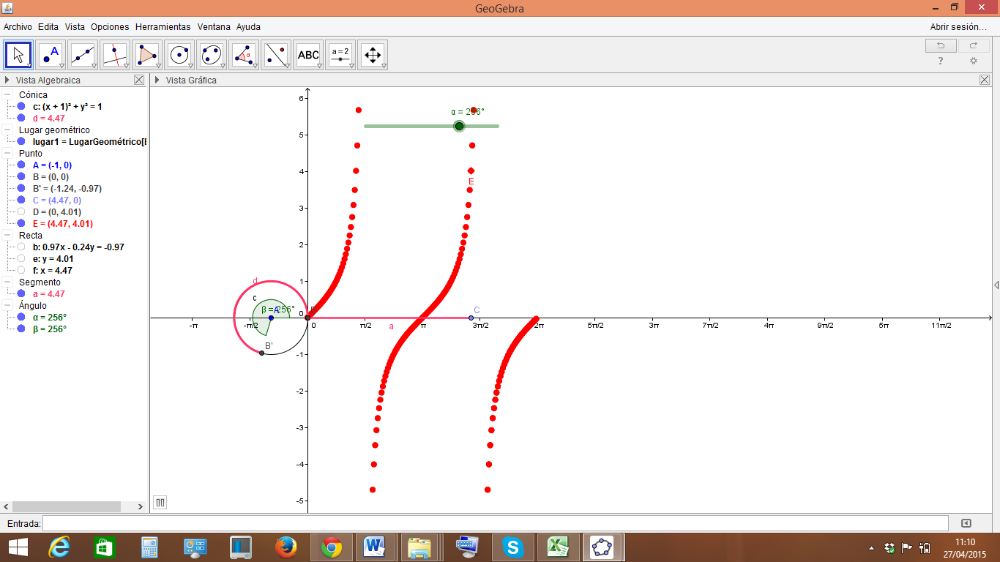 GeoGebra
Archivo Edita Vista Opciones Herramientas Ventana Ayuda
Abrir sesión...
A
α
ABC
a=2
?
Vista Algebraica
Cónica
c: (x + 1)² + y² = 1
d = 4.47
Lugar geométrico
lugar1 = LugarGeométrico[
Punto
A = (-1, 0)
B = (0, 0)
B' = (-1.24, -0.97)
C = (4.47, 0)
D = (0, 4.01)
E = (4.47, 4.01)
Recta
b: 0.97x - 0.24y = -0.97
e: y = 4.01
f: x = 4.47
Segmento
a = 4.47
Ángulo
α = 256°
β = 256°
Vista Gráfica
6
α = 256°
5
4
E
3
2
1
d
c
β = 256°
A
0
C
-π
-π/2
0
π/2
π
3π/2
2π
5π/2
3π
7π/2
4π
9π/2
5π
11π/2
a
B'
-1
-2
-3
-4
-5
Entrada:
11:10
27/04/2015